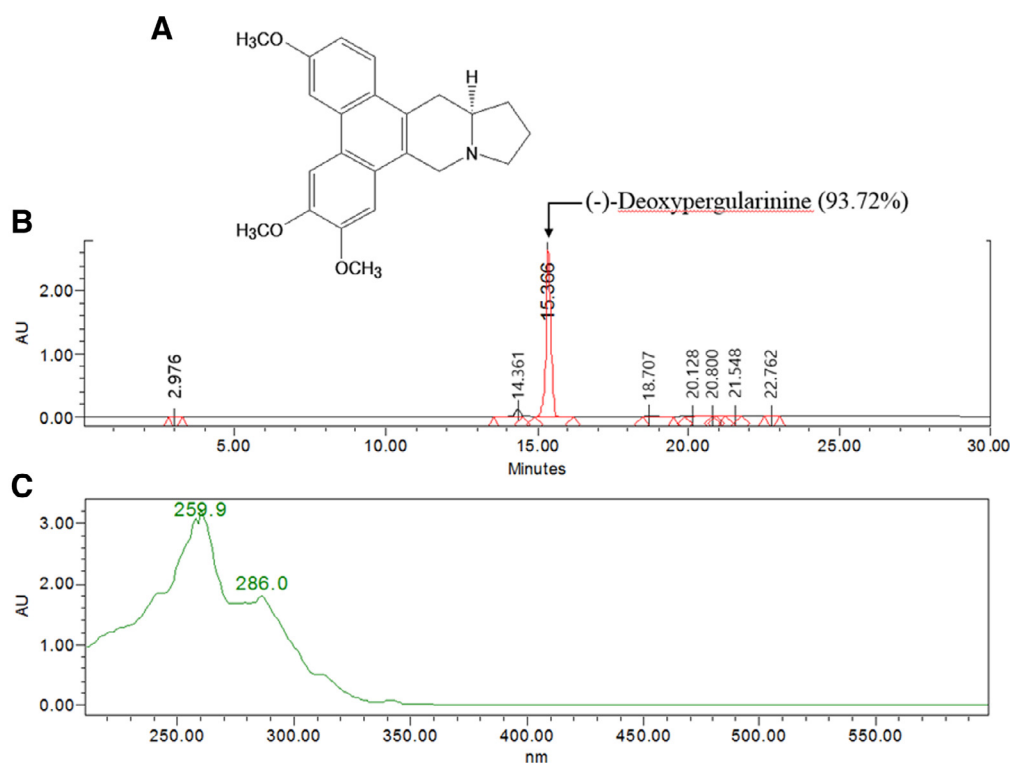 A
H3CO
H
N
H3CO
OCH3
(-)-Deoxypergularinine (93.72%)
B
2.976
14.361
15.366
18.707
20.128
20.800
21.548
22.762
AU
2.00
1.00
0.00
5.00 10.00 15.00 20.00 25.00 30.00
Minutes
C
259.9
286.0
AU
3.00
2.00
1.00
0.00
250.00 300.00 350.00 400.00 450.00 500.00 550.00
nm